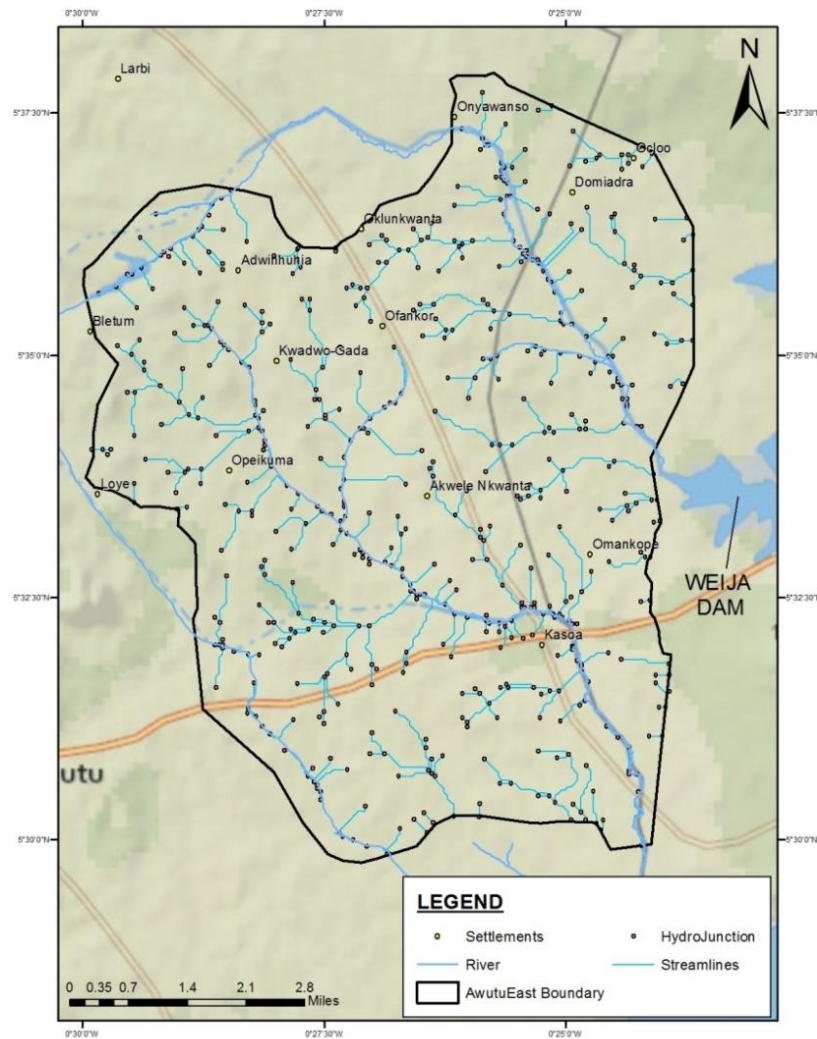 0°30'0"W 0°27'30"W 0°25'0"W
Larbi
N
5°37'30"N 5°37'30"N
Onyawanso
Ocloo
Domiadra
Oklunkwanta
Adwinhunja
Bletum
Ofankor
5°35'0"N 5°35'0"N
Kwadwo-Gada
Opeikuma
Loye
Akwele Nkwanta
Omankope
WEIJA
DAM
5°32'30"N 5°32'30"N
Kasoa
utu
5°30'0"N 5°30'0"N
LEGEND
Settlements HydroJunction
River Streamlines
AwutuEast Boundary
0 0.35 0.7 1.4 2.1 2.8
Miles
0°30'0"W 0°27'30"W 0°25'0"W